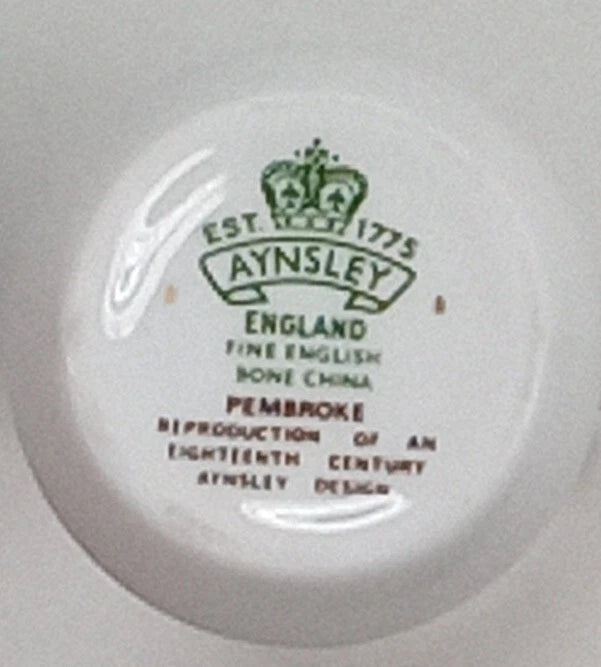 EST. 1775
AYNSLEY
ENGLAND
FINE ENGLISH
BONE CHINA
PEMBROKE
REPRODUCTION OF AN
EIGHTEENTH CENTURY
AYNSLEY DESIGN